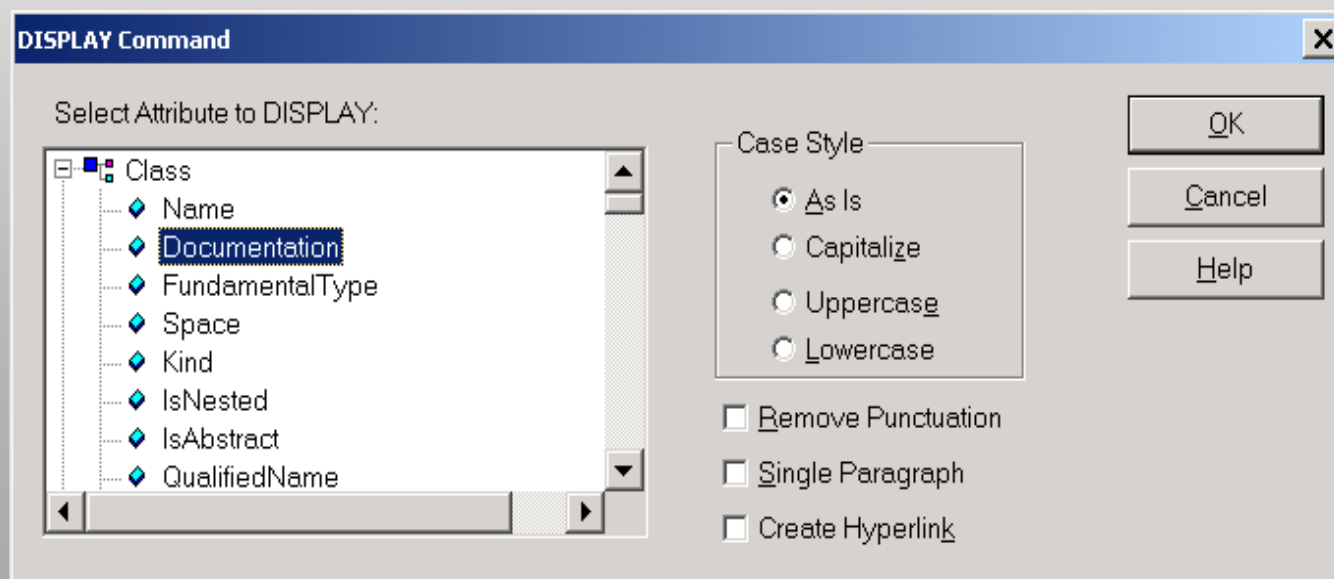 DISPLAY Command
Select Attribute to DISPLAY:
Class
Name
Documentation
FundamentalType
Space
Kind
IsNested
IsAbstract
QualifiedName
Case Style
As Is
Capitalize
Uppercase
Lowercase
Remove Punctuation
Single Paragraph
Create Hyperlink
OK
Cancel
Help